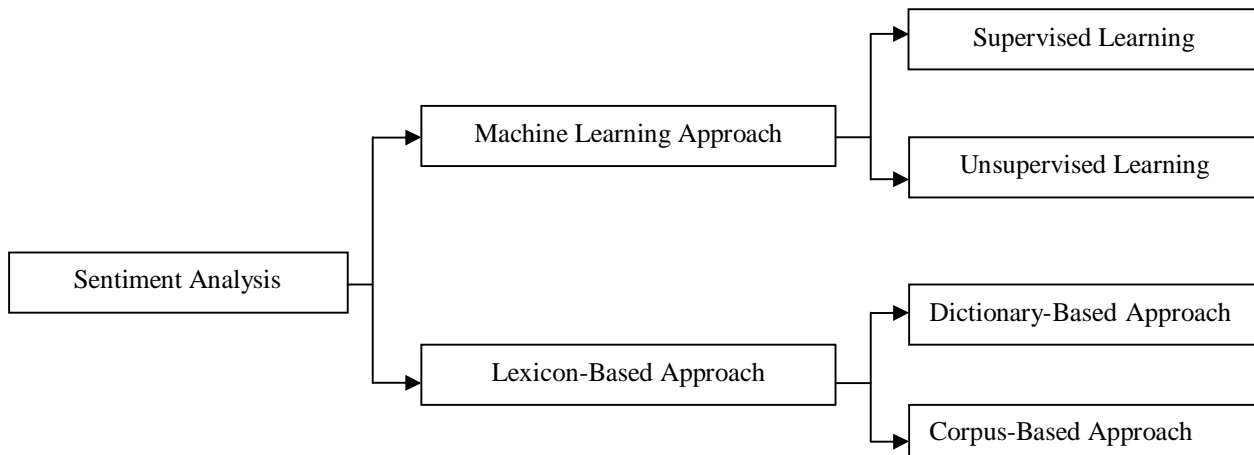 Supervised Learning
Machine Learning Approach
Unsupervised Learning
Sentiment Analysis
Dictionary-Based Approach
Lexicon-Based Approach
Corpus-Based Approach